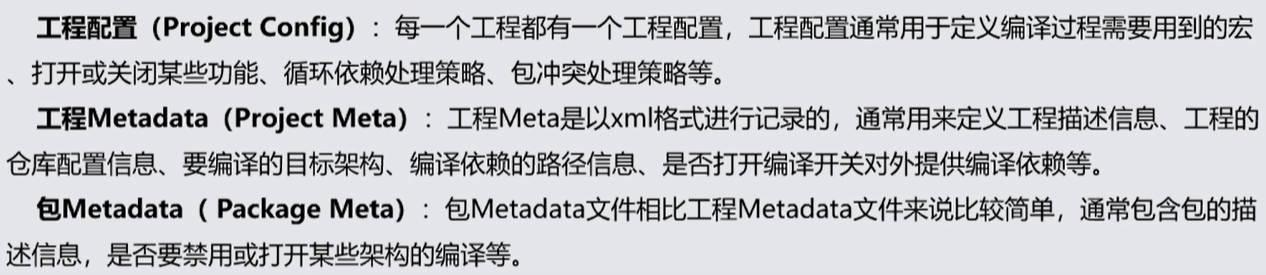 工程配置（Project Config）：每一个工程都有一个工程配置，工程配置通常用于定义编译过程需要用到的宏
、打开或关闭某些功能、循环依赖处理策略、包冲突处理策略等。
工程Metadata（Project Meta）：工程Meta是以xml格式进行记录的，通常用来定义工程描述信息、工程的
仓库配置信息、要编译的目标架构、编译依赖的路径信息、是否打开编译开关对外提供编译依赖等。
包Metadata（ Package Meta）：包Metadata文件相比工程Metadata文件来说比较简单，通常包含包的描
述信息，是否要禁用或打开某些架构的编译等。